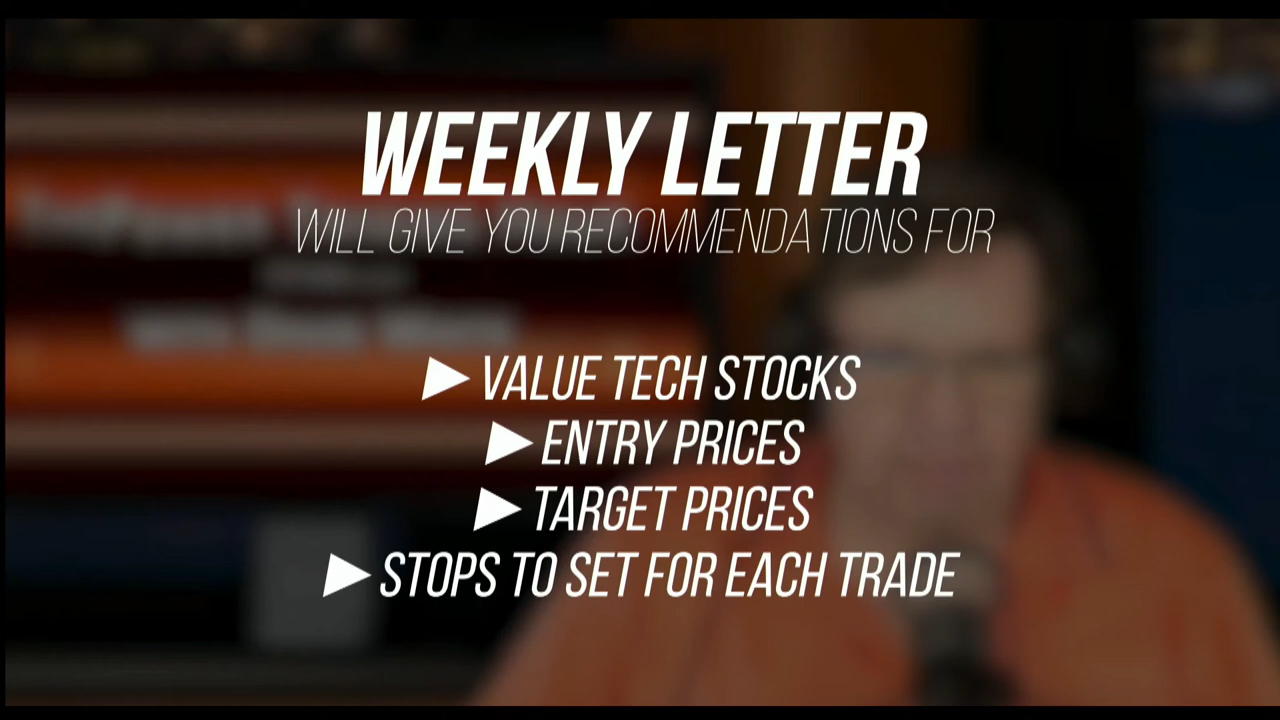 WEEKLY LETTER
WILL GIVE YOU RECOMMENDATIONS FOR
▶ VALUE TECH STOCKS
▶ ENTRY PRICES
▶ TARGET PRICES
▶ STOPS TO SET FOR EACH TRADE